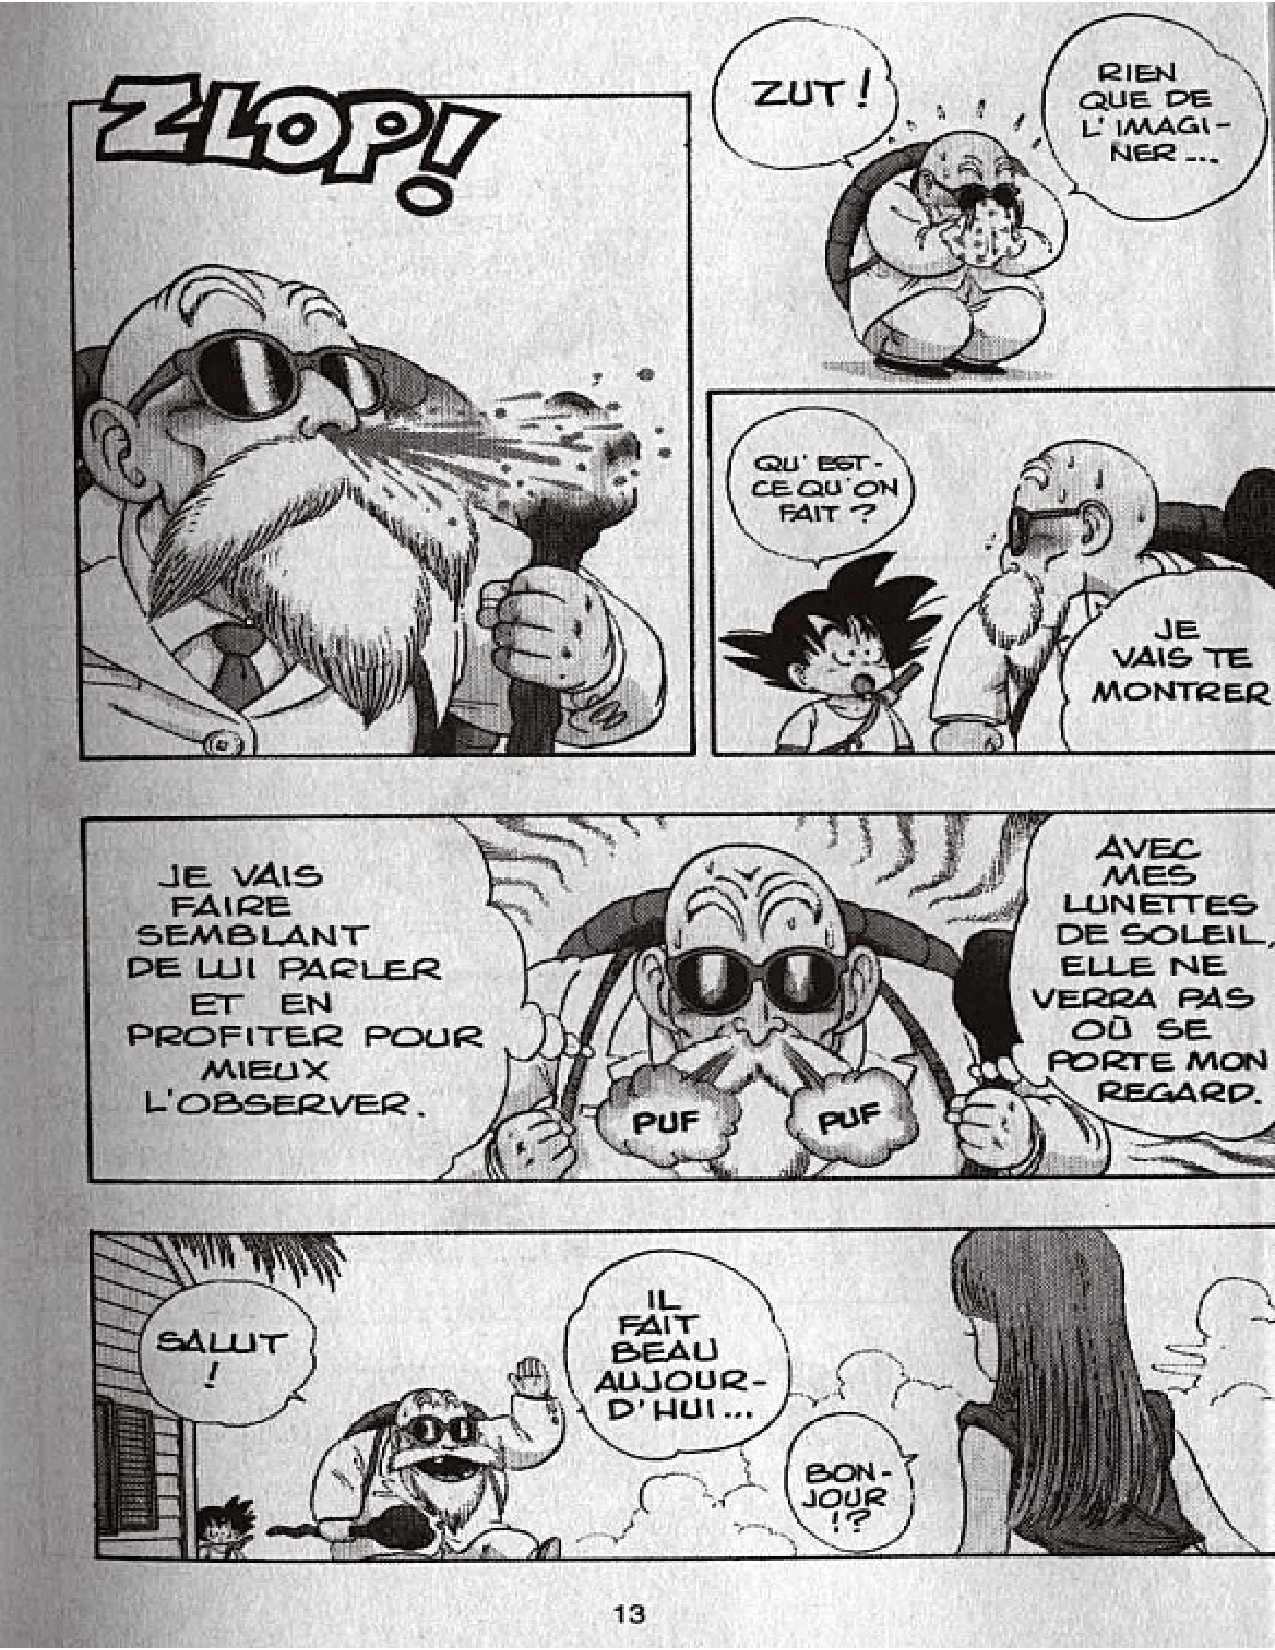 ZLOP!
ZUT !
RIEN
QUE DE
L'IMAGI-
NER ...
QU'EST-
CE QU'ON
FAIT ?
JE
VAIS TE
MONTRER
JE VAIS
FAIRE
SEMBLANT
DE LUI PARLER
ET EN
PROFITER POUR
MIEUX
L'OBSERVER.
AVEC
MES
LUNETTES
DE SOLEIL,
ELLE NE
VERRA PAS
OÙ SE
PORTE MON
REGARD.
PUF
PUF
SALUT
!
IL
FAIT
BEAU
AUJOUR-
D'HUI...
BON-
JOUR
!?
13